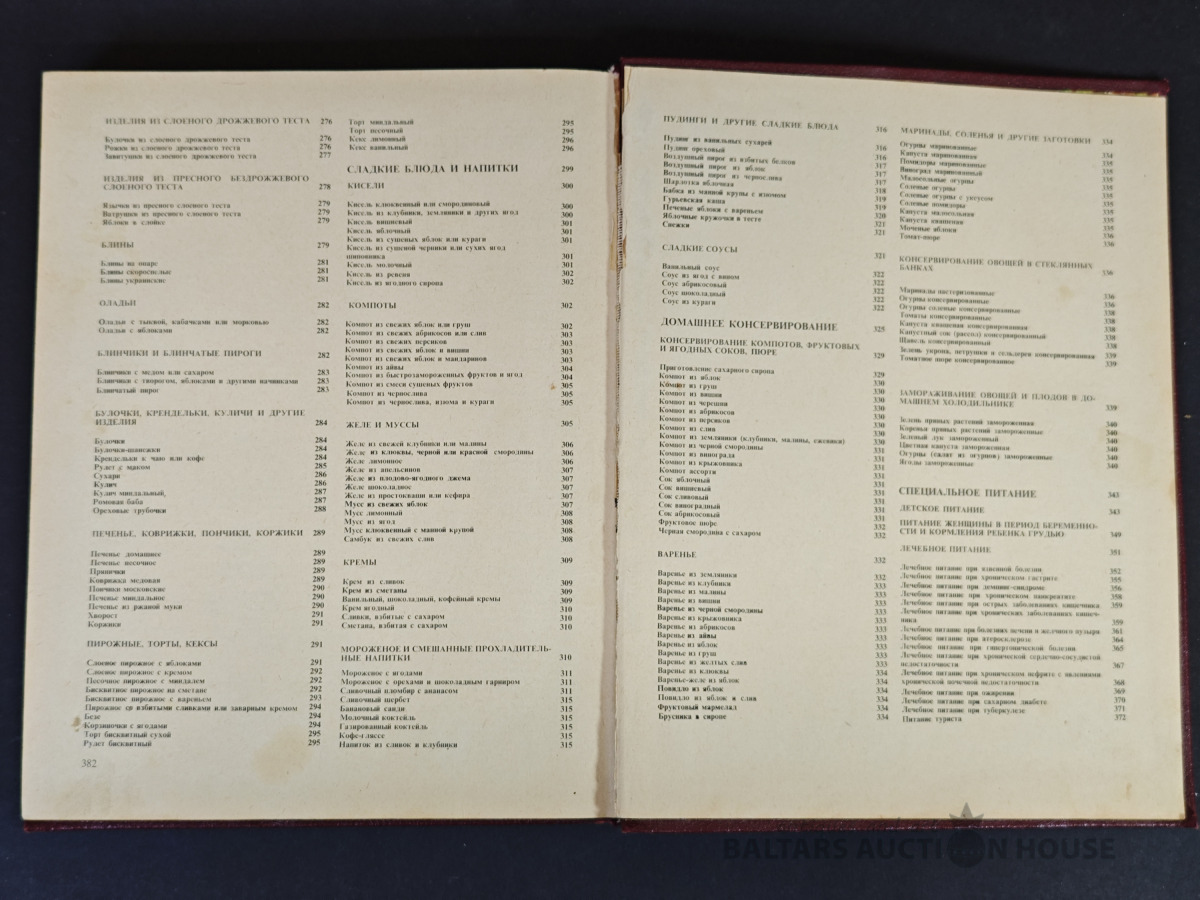 ИЗДЕЛИЯ ИЗ СЛОЕНОГО ДРОЖЖЕВОГО ТЕСТА 276
Булочки из слоеного дрожжевого теста 276
Рожки из слоеного дрожжевого теста 276
Завитушки из слоеного дрожжевого теста 277
ИЗДЕЛИЯ ИЗ ПРЕСНОГО БЕЗДРОЖЖЕВОГО
СЛОЕНОГО ТЕСТА 278
Язычки из пресного слоеного теста 279
Ватрушки из пресного слоеного теста 279
Яблоки в слойке 279
БЛИНЫ 279
Блины на опаре 281
Блины скороспелые 281
Блины украинские 281
ОЛАДЬИ 282
Оладьи с тыквой, кабачками или морковью 282
Оладьи с яблоками 282
БЛИНЧИКИ И БЛИНЧАТЫЕ ПИРОГИ 282
Блинчики с медом или сахаром 283
Блинчики с творогом, яблоками и другими начинками 283
Блинчатый пирог 283
БУЛОЧКИ, КРЕНДЕЛЬКИ, КУЛИЧИ И ДРУГИЕ
ИЗДЕЛИЯ 284
Булочки 284
Булочки-шанежки 284
Крендельки к чаю или кофе 284
Рулет с маком 285
Сухари 286
Кулич 286
Кулич миндальный, 287
Ромовая баба 287
Ореховые трубочки 288
ПЕЧЕНЬЕ, КОВРИЖКИ, ПОНЧИКИ, КОРЖИКИ 289
Печенье домашнее 289
Печенье песочное 289
Пряники 289
Коврижка медовая 289
Пончики московские 290
Печенье миндальное 290
Печенье из ржаной муки 290
Хворост 291
Коржики 291
ПИРОЖНЫЕ, ТОРТЫ, КЕКСЫ 291
Слоеное пирожное с яблоками 291
Слоеное пирожное с кремом 292
Песочное пирожное с миндалем 292
Бисквитное пирожное на сметане 292
Бисквитное пирожное с вареньем 293
Пирожное со взбитыми сливками или заварным кремом 294
Безе 294
Корзиночки с ягодами 294
Торт бисквитный сухой 295
Рулет бисквитный 295
382
Торт миндальный 295
Торт песочный 295
Кекс лимонный 296
Кекс ванильный 296
СЛАДКИЕ БЛЮДА И НАПИТКИ 299
КИСЕЛИ 300
Кисель клюквенный или смородиновый 300
Кисель из клубники, земляники и других ягод 300
Кисель вишневый 301
Кисель яблочный 301
Кисель из сушеных яблок или кураги 301
Кисель из сушеной черники или сухих ягод
шиповника 301
Кисель молочный 301
Кисель из ревеня 302
Кисель из ягодного сиропа 302
КОМПОТЫ 302
Компот из свежих яблок или груш 302
Компот из свежих абрикосов или слив 303
Компот из свежих персиков 303
Компот из свежих яблок и вишни 303
Компот из свежих яблок и мандаринов 303
Компот из айвы 304
Компот из быстрозамороженных фруктов и ягод 304
Компот из смеси сушеных фруктов 305
Компот из чернослива 305
Компот из чернослива, изюма и кураги 305
ЖЕЛЕ И МУССЫ 305
Желе из свежей клубники или малины 306
Желе из клюквы, черной или красной смородины 306
Желе лимонное 306
Желе из апельсинов 307
Желе из плодово-ягодного джема 307
Желе шоколадное 307
Желе из простокваши или кефира 307
Мусс из свежих яблок 307
Мусс лимонный 308
Мусс из ягод 308
Мусс клюквенный с манной крупой 308
Самбук из свежих слив 308
КРЕМЫ 309
Крем из сливок 309
Крем из сметаны 309
Ванильный, шоколадный, кофейный кремы 309
Крем ягодный 310
Сливки, взбитые с сахаром 310
Сметана, взбитая с сахаром 310
МОРОЖЕНОЕ И СМЕШАННЫЕ ПРОХЛАДИТЕЛЬ-
НЫЕ НАПИТКИ 310
Мороженое с ягодами 311
Мороженое с орехами и шоколадным гарниром 311
Сливочный пломбир с ананасом 311
Сливочный щербет 315
Банановый санди 315
Молочный коктейль 315
Газированный коктейль 315
Кофе-глясе 315
Напиток из сливок и клубники 315
ПУДИНГИ И ДРУГИЕ СЛАДКИЕ БЛЮДА 316
Пудинг из ванильных сухарей 316
Пудинг ореховый 316
Воздушный пирог из взбитых белков 317
Воздушный пирог из яблок 317
Воздушный пирог из чернослива 317
Шарлотка яблочная 318
Бабка из манной крупы с изюмом 319
Гурьевская каша 319
Печеные яблоки с вареньем 320
Яблочные кружочки в тесте 321
Снежки 321
СЛАДКИЕ СОУСЫ 321
Ванильный соус 322
Соус из ягод с вином 322
Соус абрикосовый 322
Соус шоколадный 322
Соус из кураги 322
ДОМАШНЕЕ КОНСЕРВИРОВАНИЕ 325
КОНСЕРВИРОВАНИЕ КОМПОТОВ, ФРУКТОВЫХ
И ЯГОДНЫХ СОКОВ, ПЮРЕ 329
Приготовление сахарного сиропа 329
Компот из яблок 330
Компот из груш 330
Компот из вишни 330
Компот из черешни 330
Компот из абрикосов 330
Компот из персиков 330
Компот из слив 330
Компот из земляники (клубники, малины, ежевики) 330
Компот из черной смородины 331
Компот из винограда 331
Компот из крыжовника 331
Компот ассорти 331
Сок яблочный 331
Сок вишневый 331
Сок сливовый 331
Сок виноградный 331
Сок абрикосовый 331
Фруктовое пюре 332
Черная смородина с сахаром 332
ВАРЕНЬЕ 332
Варенье из земляники 332
Варенье из клубники 333
Варенье из малины 333
Варенье из вишни 333
Варенье из черной смородины 333
Варенье из крыжовника 333
Варенье из абрикосов 333
Варенье из айвы 333
Варенье из яблок 333
Варенье из груш 333
Варенье из желтых слив 333
Варенье из клюквы 334
Варенье-желе из яблок 334
Повидло из яблок 334
Повидло из яблок и слив 334
Фруктовый мармелад 334
Брусника в сиропе 334
МАРИНАДЫ, СОЛЕНЬЯ И ДРУГИЕ ЗАГОТОВКИ 334
Огурцы маринованные 334
Капуста маринованная 335
Помидоры маринованные 335
Виноград маринованный 335
Малосольные огурцы 335
Соленые огурцы 335
Соленые огурцы с уксусом 335
Соленые помидоры 335
Капуста малосольная 335
Капуста квашеная 335
Моченые яблоки 336
Томат-пюре 336
КОНСЕРВИРОВАНИЕ ОВОЩЕЙ В СТЕКЛЯННЫХ
БАНКАХ 336
Маринады пастеризованные 336
Огурцы консервированные 336
Огурцы соленые консервированные 338
Томаты консервированные 338
Капуста квашеная консервированная 338
Капустный сок (рассол) консервированный 338
Щавель консервированный 338
Зелень укропа, петрушки и сельдерея консервированная 339
Томатное пюре консервированное 339
ЗАМОРАЖИВАНИЕ ОВОЩЕЙ И ПЛОДОВ В ДО-
МАШНЕМ ХОЛОДИЛЬНИКЕ 339
Зелень пряных растений замороженная 340
Коренья пряных растений замороженные 340
Зеленый лук замороженный 340
Цветная капуста замороженная 340
Огурцы (салат из огурцов) замороженные 340
Ягоды замороженные 340
СПЕЦИАЛЬНОЕ ПИТАНИЕ 343
ДЕТСКОЕ ПИТАНИЕ 343
ПИТАНИЕ ЖЕНЩИНЫ В ПЕРИОД БЕРЕМЕННО-
СТИ И КОРМЛЕНИЯ РЕБЕНКА ГРУДЬЮ 349
ЛЕЧЕБНОЕ ПИТАНИЕ 351
Лечебное питание при язвенной болезни 352
Лечебное питание при хроническом гастрите 355
Лечебное питание при демпинг-синдроме 356
Лечебное питание при хроническом панкреатите 358
Лечебное питание при острых заболеваниях кишечника 359
Лечебное питание при хронических заболеваниях кишеч-
ника 359
Лечебное питание при болезнях печени и желчного пузыря 361
Лечебное питание при атеросклерозе 364
Лечебное питание при гипертонической болезни 365
Лечебное питание при хронической сердечно-сосудистой
недостаточности 367
Лечебное питание при хроническом нефрите с явлениями
хронической почечной недостаточности 368
Лечебное питание при ожирении 369
Лечебное питание при сахарном диабете 370
Лечебное питание при туберкулезе 371
Питание туриста 372
BALTARS AUCTION HOUSE